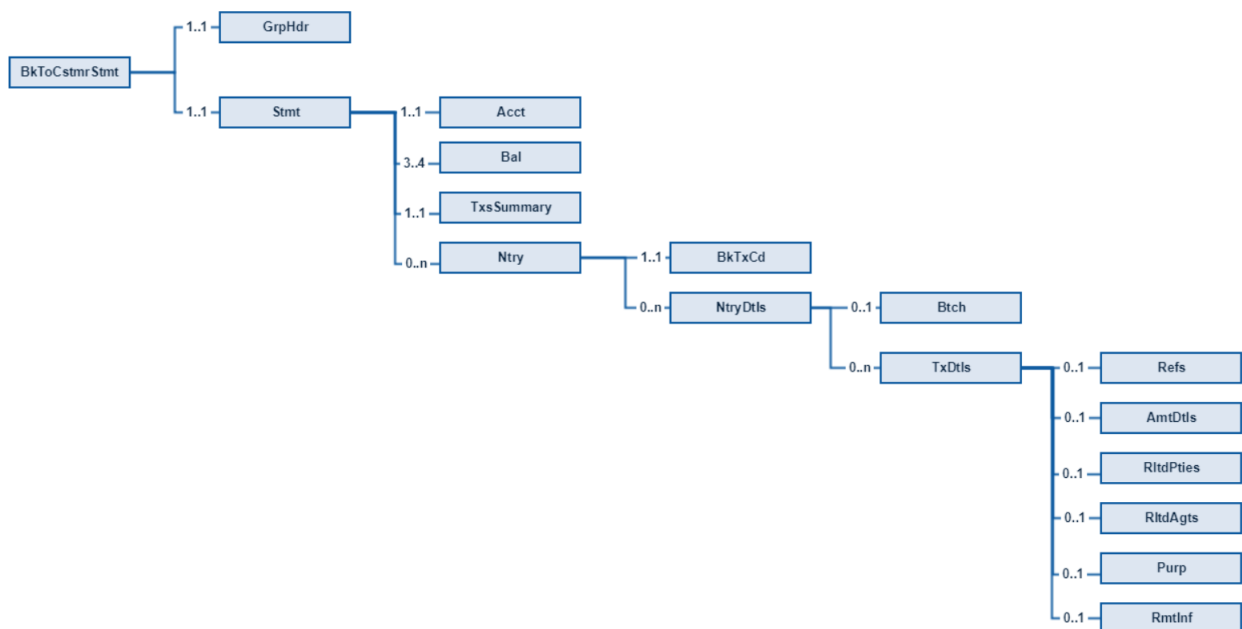 1..1 GrpHdr
BkToCstmrStmt
1..1 Stmt 1..1 Acct
3..4 Bal
1..1 TxsSummary
0..n Ntry 1..1 BkTxCd
0..n NtryDtls 0..1 Btch
0..n TxDtls 0..1 Refs
0..1 AmtDtls
0..1 RltdPties
0..1 RltdAgts
0..1 Purp
0..1 RmtInf